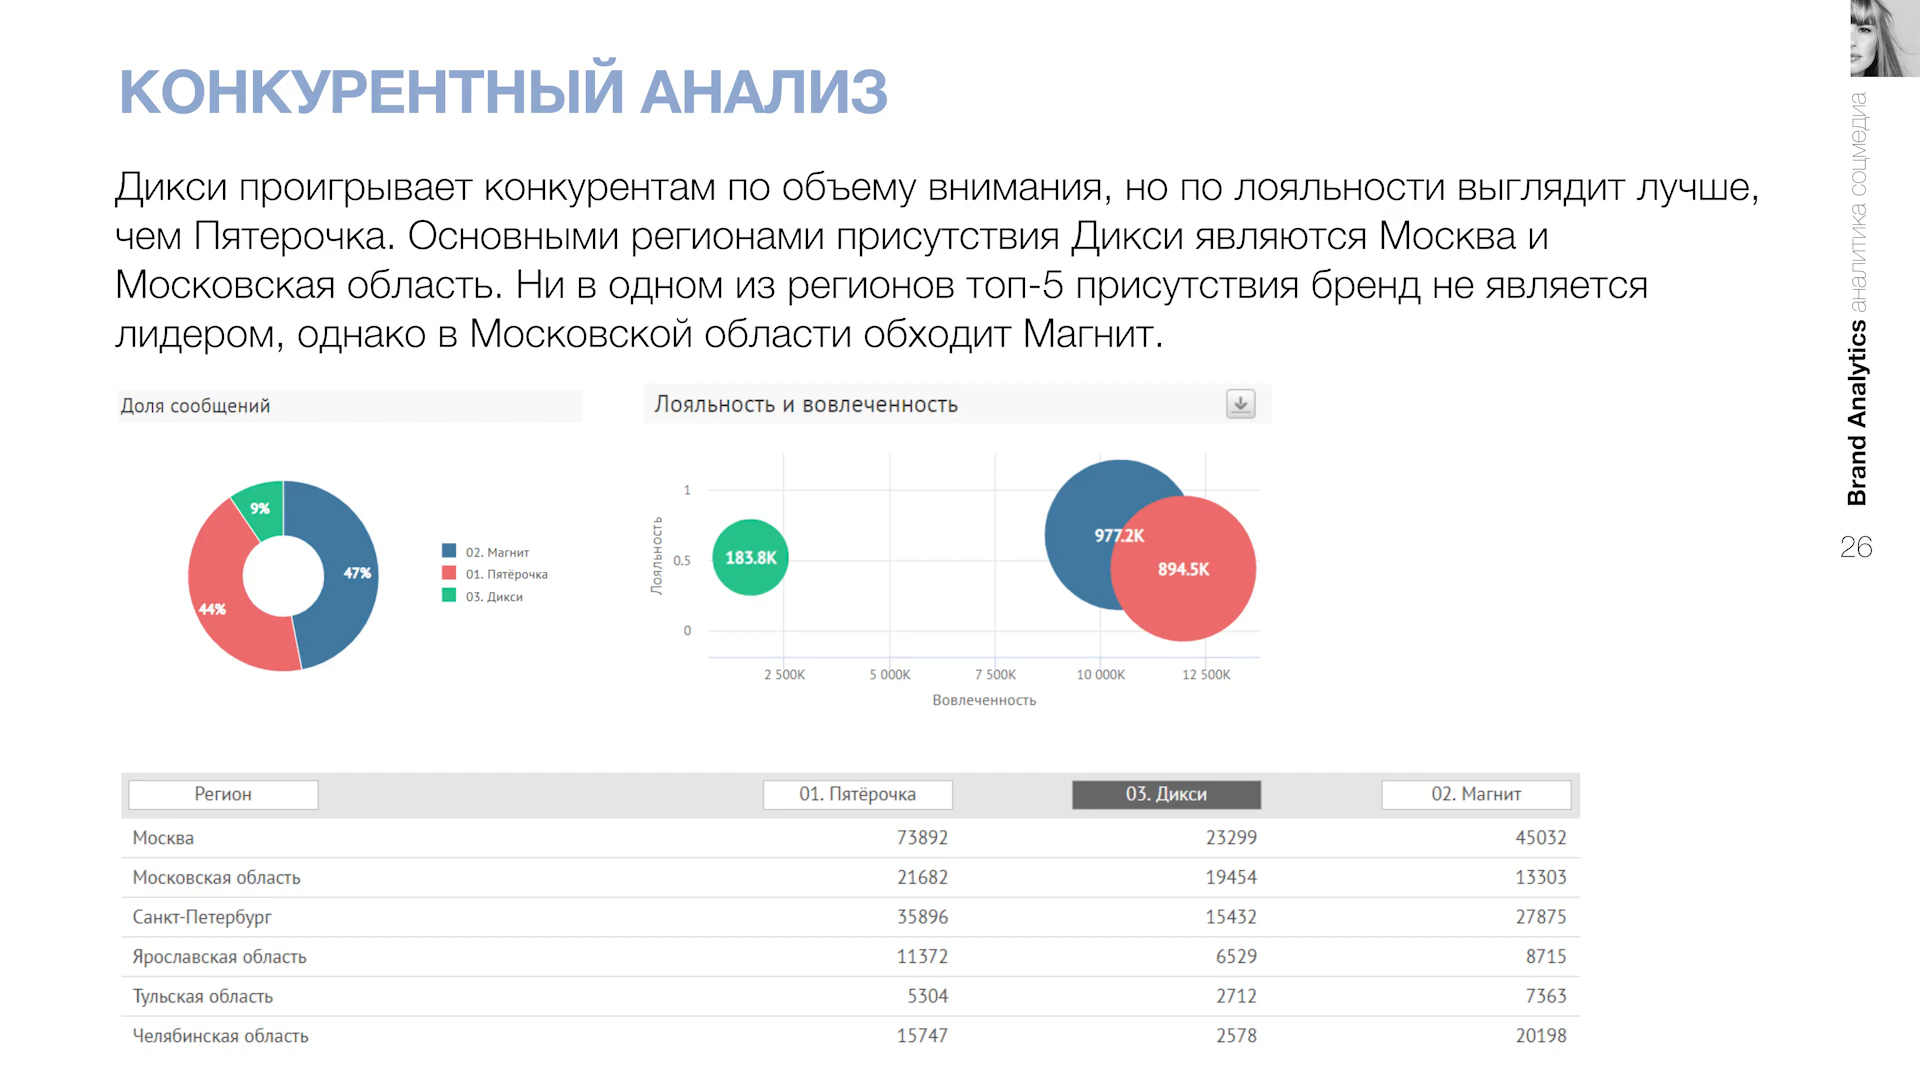 КОНКУРЕНТНЫЙ АНАЛИЗ
Дикси проигрывает конкурентам по объему внимания, но по лояльности выглядит лучше,
чем Пятерочка. Основными регионами присутствия Дикси являются Москва и
Московская область. Ни в одном из регионов топ-5 присутствия бренд не является
лидером, однако в Московской области обходит Магнит.
Доля сообщений
9%
47%
44%
02. Магнит
01. Пятёрочка
03. Дикси
Лояльность и вовлеченность
Лояльность
1
0.5
0
183.8K
977.2K
894.5K
2 500K 5 000K 7 500K 10 000K 12 500K
Вовлеченность
Регион 01. Пятёрочка 03. Дикси 02. Магнит
Москва 73892 23299 45032
Московская область 21682 19454 13303
Санкт-Петербург 35896 15432 27875
Ярославская область 11372 6529 8715
Тульская область 5304 2712 7363
Челябинская область 15747 2578 20198
Brand Analytics аналитика соцмедиа
26